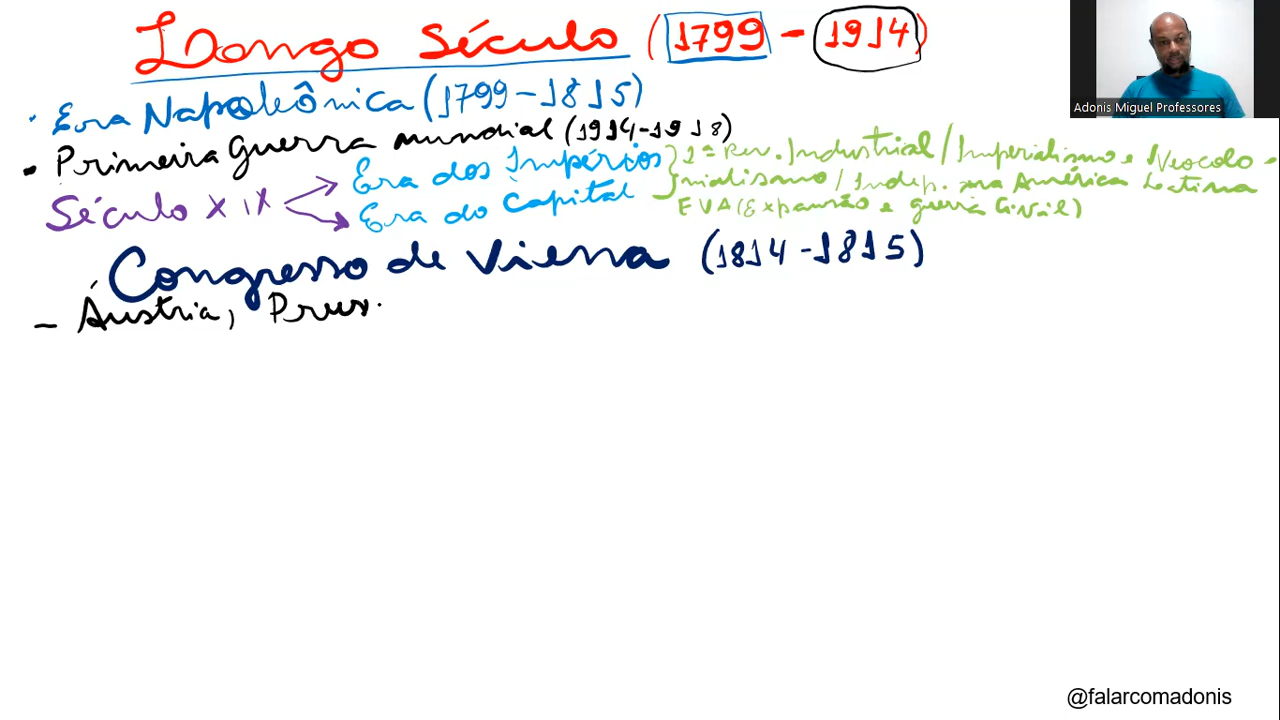 Longo Século (1799 - 1914)
Adonis Miguel Professores
• Era Napoleônica (1799 - 1815)
- Primeira Guerra mundial (1914-1918)
Século XIX
Era dos Impérios
Era do Capital
1ª Rev. Industrial / Imperialismo e Neocolo -
nialismo / Indep. na América Latina
EUA (Expansão e guerra Civil)
Congresso de Viena (1814 - 1815)
- Áustria, Prus
@falarcomadonis